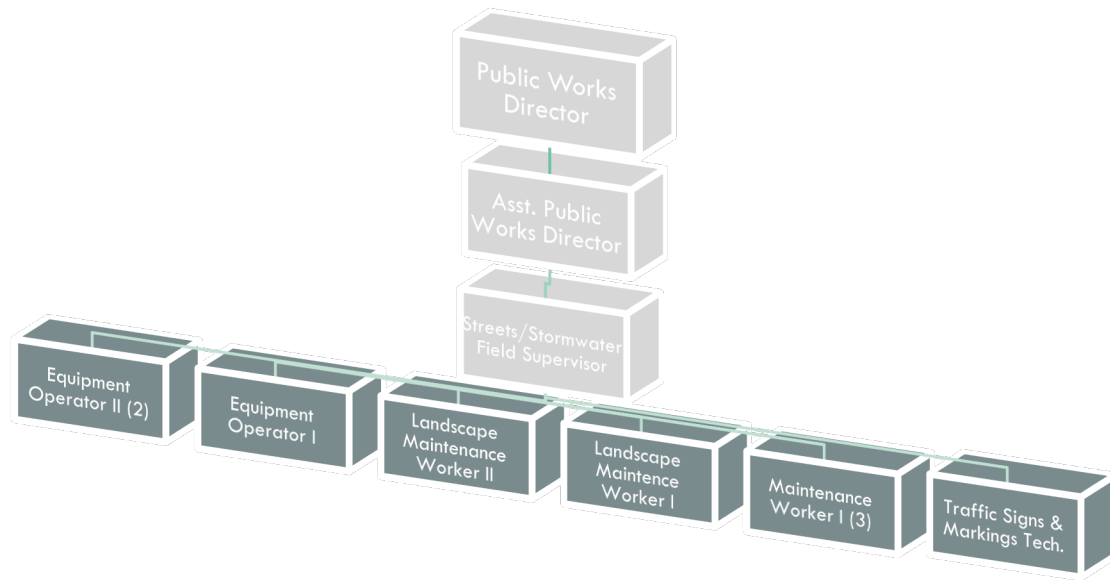 Public Works
Director
Asst. Public
Works Director
Streets/Stormwater
Field Supervisor
Equipment
Operator II (2)
Equipment
Operator I
Landscape
Maintenance
Worker II
Landscape
Maintence
Worker I
Maintenance
Worker I (3)
Traffic Signs &
Markings Tech.